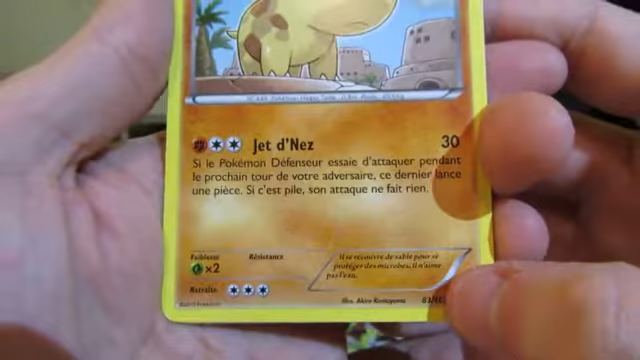 Jet d'Nez 30
Si le Pokémon Défenseur essaie d'attaquer pendant
le prochain tour de votre adversaire, ce dernier lance
une pièce. Si c'est pile, son attaque ne fait rien.
Faiblesse Résistance
×2
Il se recouvre de sable pour se
protéger des microbes. Il n'aime
pas l'eau.
Retraite
Illus. Akira Komayama 83/